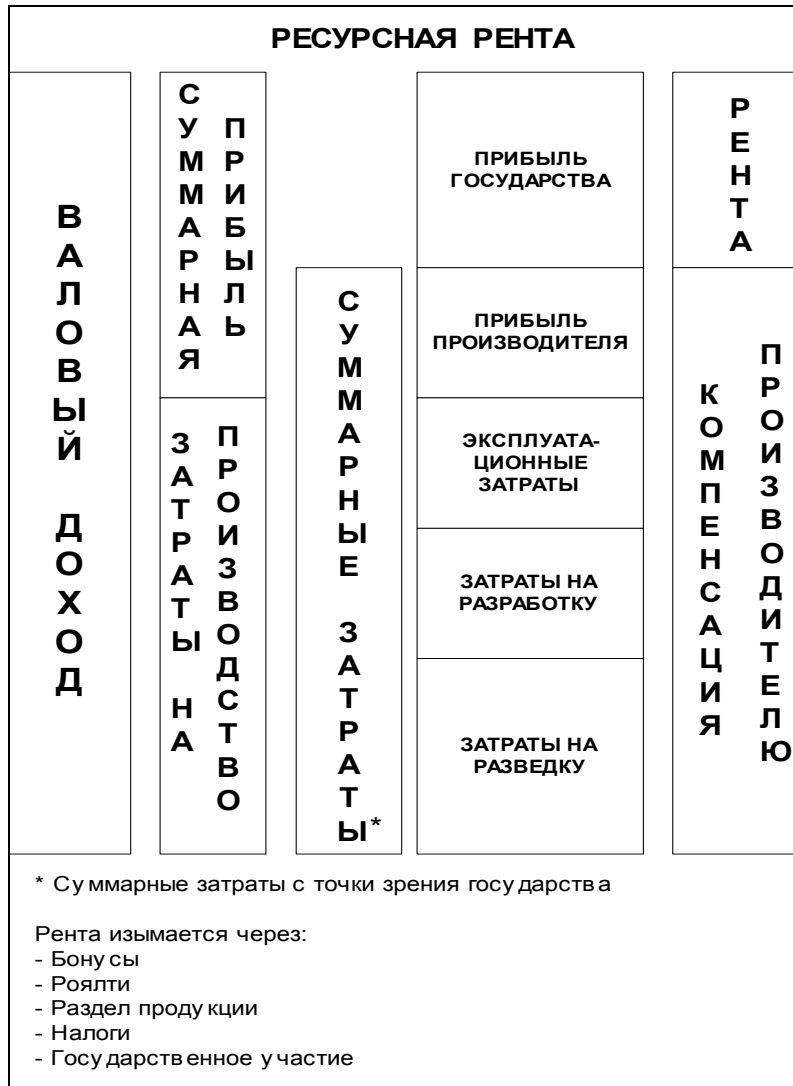 РЕСУРСНАЯ РЕНТА
ВАЛОВЫЙ ДОХОД
СУММАРНАЯ
ПРИБЫЛЬ
ЗАТРАТЫ НА
ПРОИЗВОДСТВО
СУММАРНЫЕ ЗАТРАТЫ*
ПРИБЫЛЬ
ГОСУДАРСТВА
ПРИБЫЛЬ
ПРОИЗВОДИТЕЛЯ
ЭКСПЛУАТА-
ЦИОННЫЕ
ЗАТРАТЫ
ЗАТРАТЫ НА
РАЗРАБОТКУ
ЗАТРАТЫ НА
РАЗВЕДКУ
РЕНТА
КОМПЕНСАЦИЯ
ПРОИЗВОДИТЕЛЮ
* Суммарные затраты с точки зрения государства
Рента изымается через:
- Бонусы
- Роялти
- Раздел продукции
- Налоги
- Государственное участие